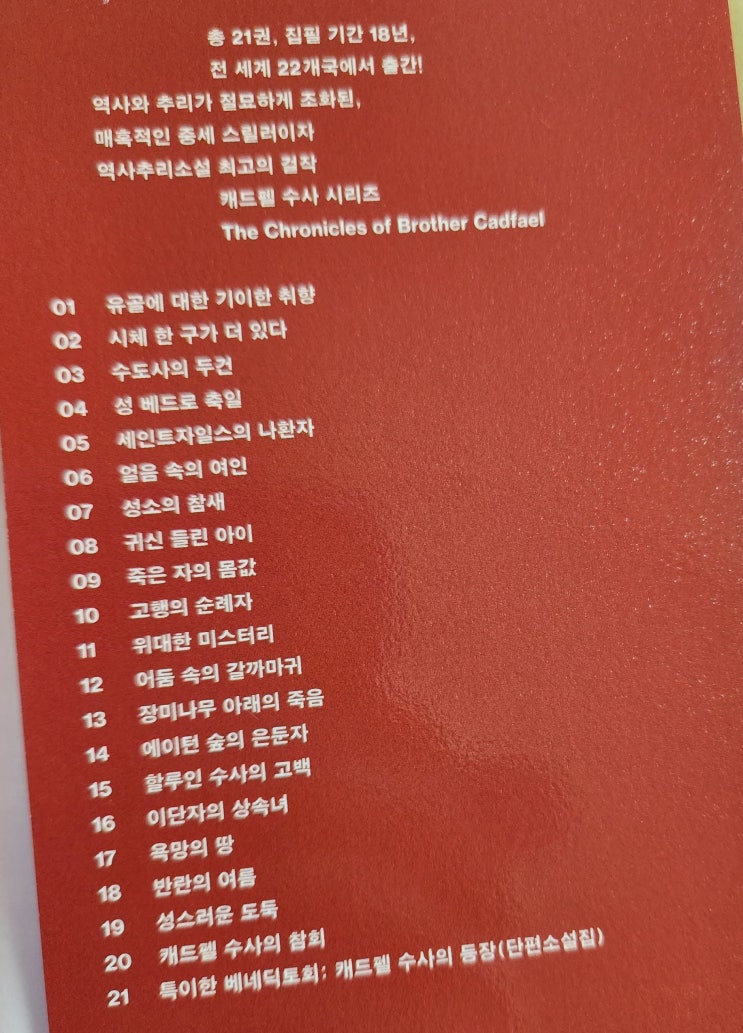 총 21권, 집필 기간 18년,
전 세계 22개국에서 출간!
역사와 추리가 절묘하게 조화된,
매혹적인 중세 스릴러이자
역사추리소설 최고의 걸작
캐드펠 수사 시리즈
The Chronicles of Brother Cadfael
01 유골에 대한 기이한 취향
02 시체 한 구가 더 있다
03 수도사의 두건
04 성 베드로 축일
05 세인트자일스의 나환자
06 얼음 속의 여인
07 성소의 참새
08 귀신 들린 아이
09 죽은 자의 몸값
10 고행의 순례자
11 위대한 미스터리
12 어둠 속의 갈까마귀
13 장미나무 아래의 죽음
14 에이턴 숲의 은둔자
15 할루인 수사의 고백
16 이단자의 상속녀
17 욕망의 땅
18 반란의 여름
19 성스러운 도둑
20 캐드펠 수사의 참회
21 특이한 베네딕토회; 캐드펠 수사의 등장(단편소설집)